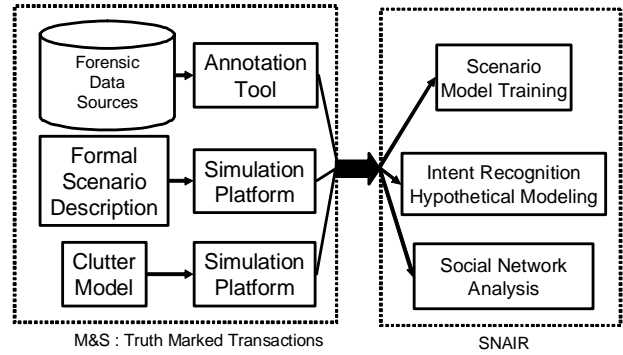 Forensic
Data
Sources
Annotation
Tool
Formal
Scenario
Description
Simulation
Platform
Clutter
Model
Simulation
Platform
M&S : Truth Marked Transactions
Scenario
Model Training
Intent Recognition
Hypothetical Modeling
Social Network
Analysis
SNAIR